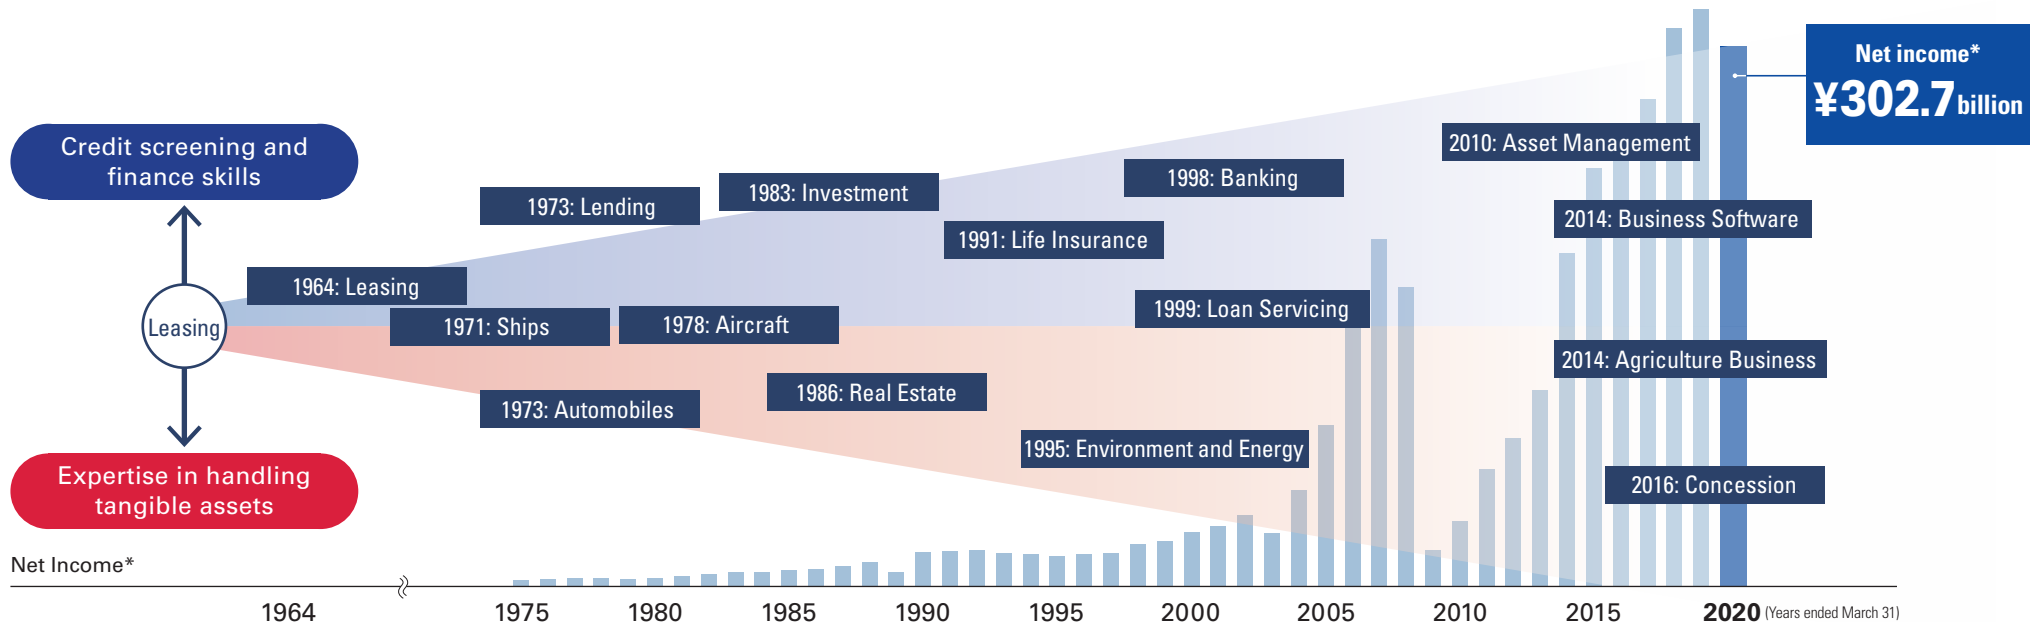 Net income*
¥302.7 billion
Credit screening and
finance skills
2010: Asset Management
1998: Banking
1983: Investment
1973: Lending
2014: Business Software
1991: Life Insurance
1964: Leasing
1999: Loan Servicing
Leasing
1971: Ships
1978: Aircraft
2014: Agriculture Business
1986: Real Estate
1973: Automobiles
1995: Environment and Energy
Expertise in handling
tangible assets
2016: Concession
Net Income*
1964
1975
1980
1985
1990
1995
2000
2005
2010
2015
2020 (Years ended March 31)